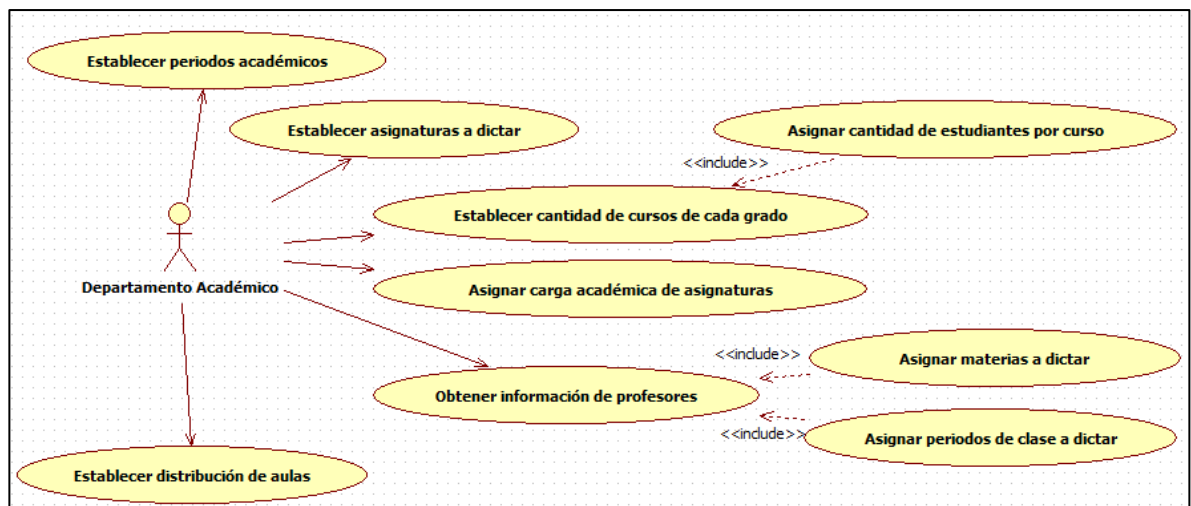 Establecer periodos académicos
Establecer asignaturas a dictar
Asignar cantidad de estudiantes por curso
<<include>>
Establecer cantidad de cursos de cada grado
Departamento Académico
Asignar carga académica de asignaturas
<<include>>
Asignar materias a dictar
Obtener información de profesores
<<include>>
Asignar periodos de clase a dictar
Establecer distribución de aulas